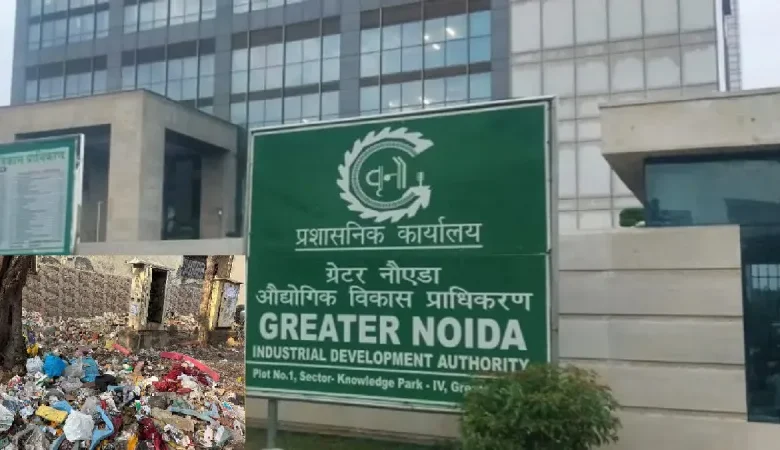 विकास प्राधिकरण
ग्रेनो
प्रशासनिक कार्यालय
ग्रेटर नौएडा
औद्योगिक विकास प्राधिकरण
GREATER NOIDA
INDUSTRIAL DEVELOPMENT AUTHORITY
Plot No.1, Sector- Knowledge Park - IV,